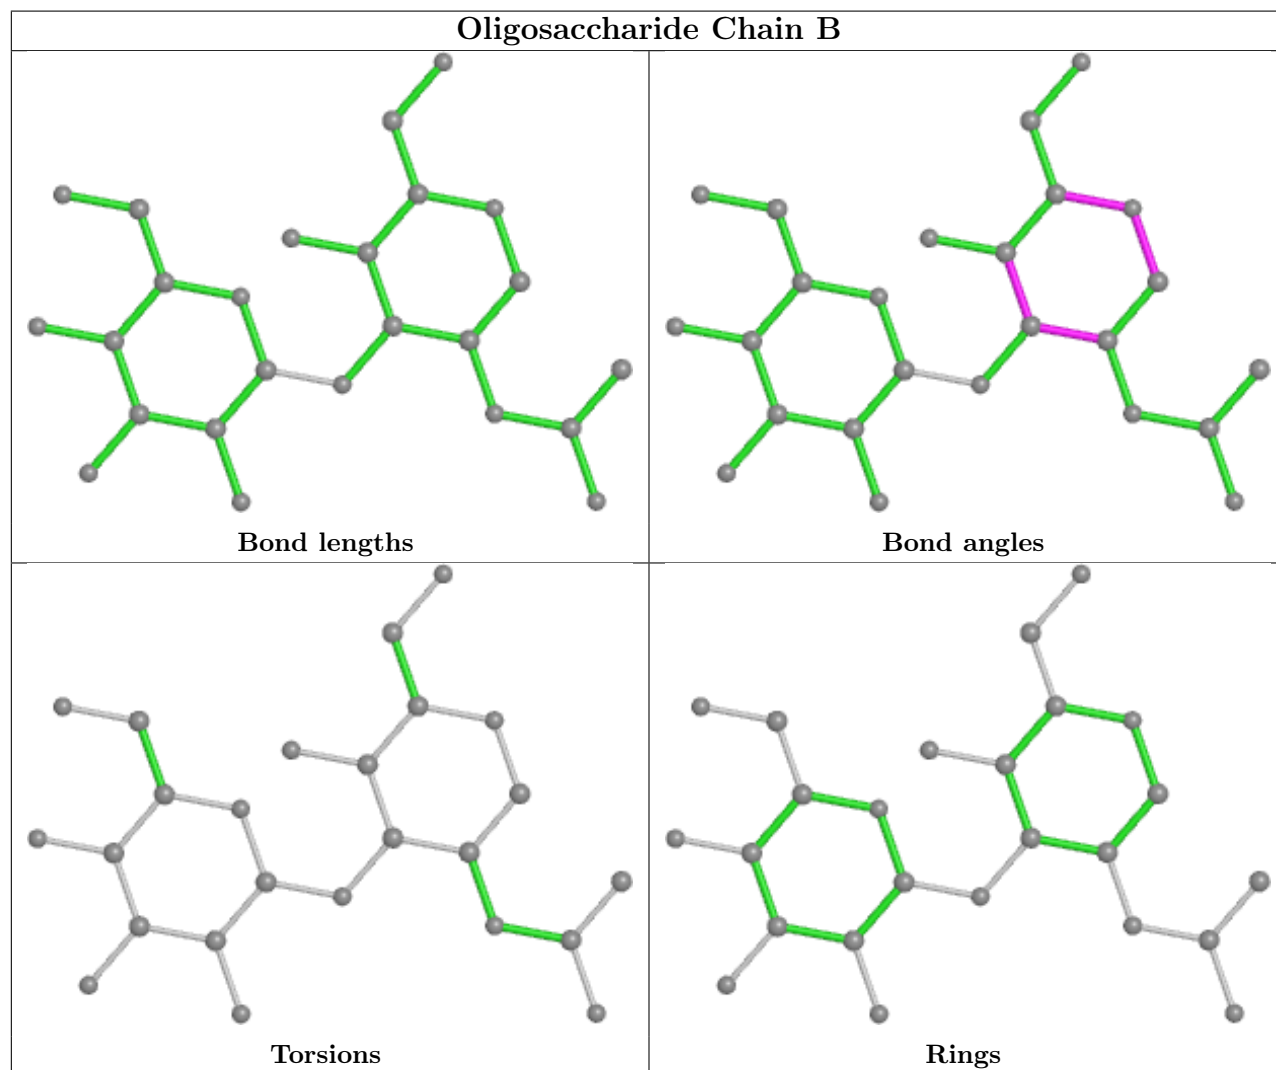 Oligosaccharide Chain B
Bond lengths
Bond angles
Torsions
Rings